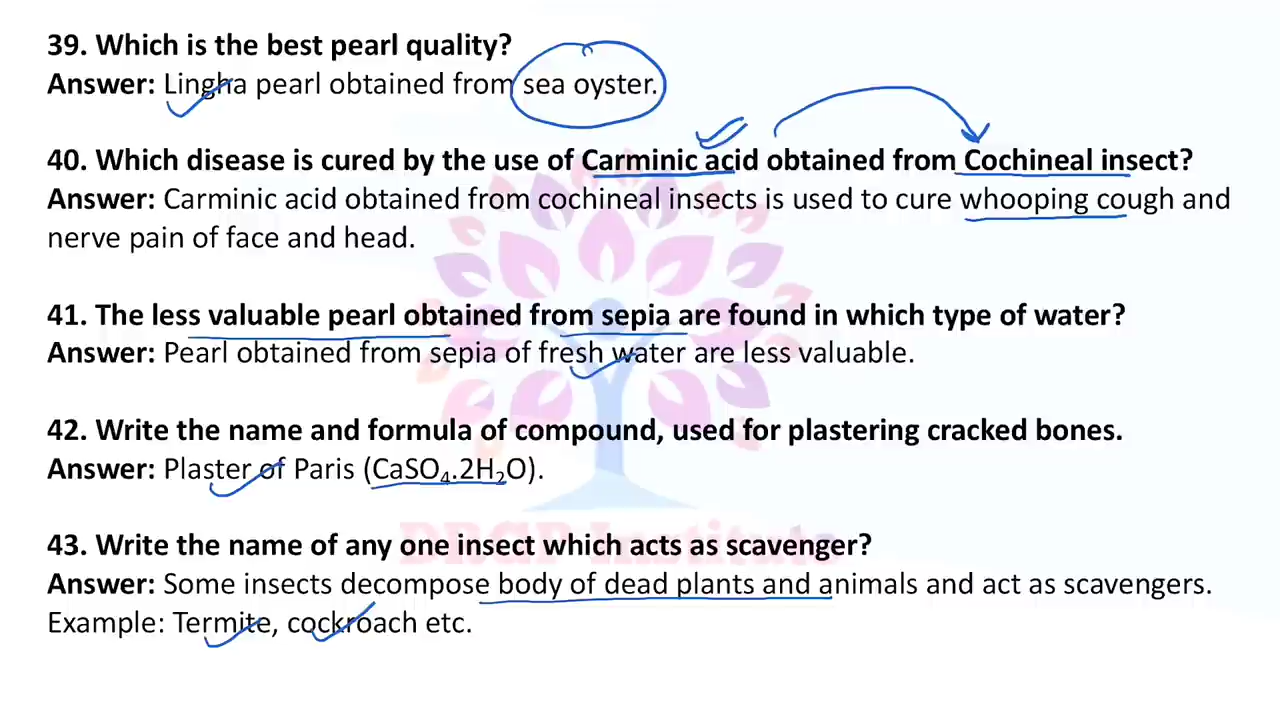 39. Which is the best pearl quality?
Answer: Lingha pearl obtained from sea oyster.
40. Which disease is cured by the use of Carminic acid obtained from Cochineal insect?
Answer: Carminic acid obtained from cochineal insects is used to cure whooping cough and
nerve pain of face and head.
41. The less valuable pearl obtained from sepia are found in which type of water?
Answer: Pearl obtained from sepia of fresh water are less valuable.
42. Write the name and formula of compound, used for plastering cracked bones.
Answer: Plaster of Paris (CaSO₄.2H₂O).
DRGP Institute
43. Write the name of any one insect which acts as scavenger?
Answer: Some insects decompose body of dead plants and animals and act as scavengers.
Example: Termite, cockroach etc.